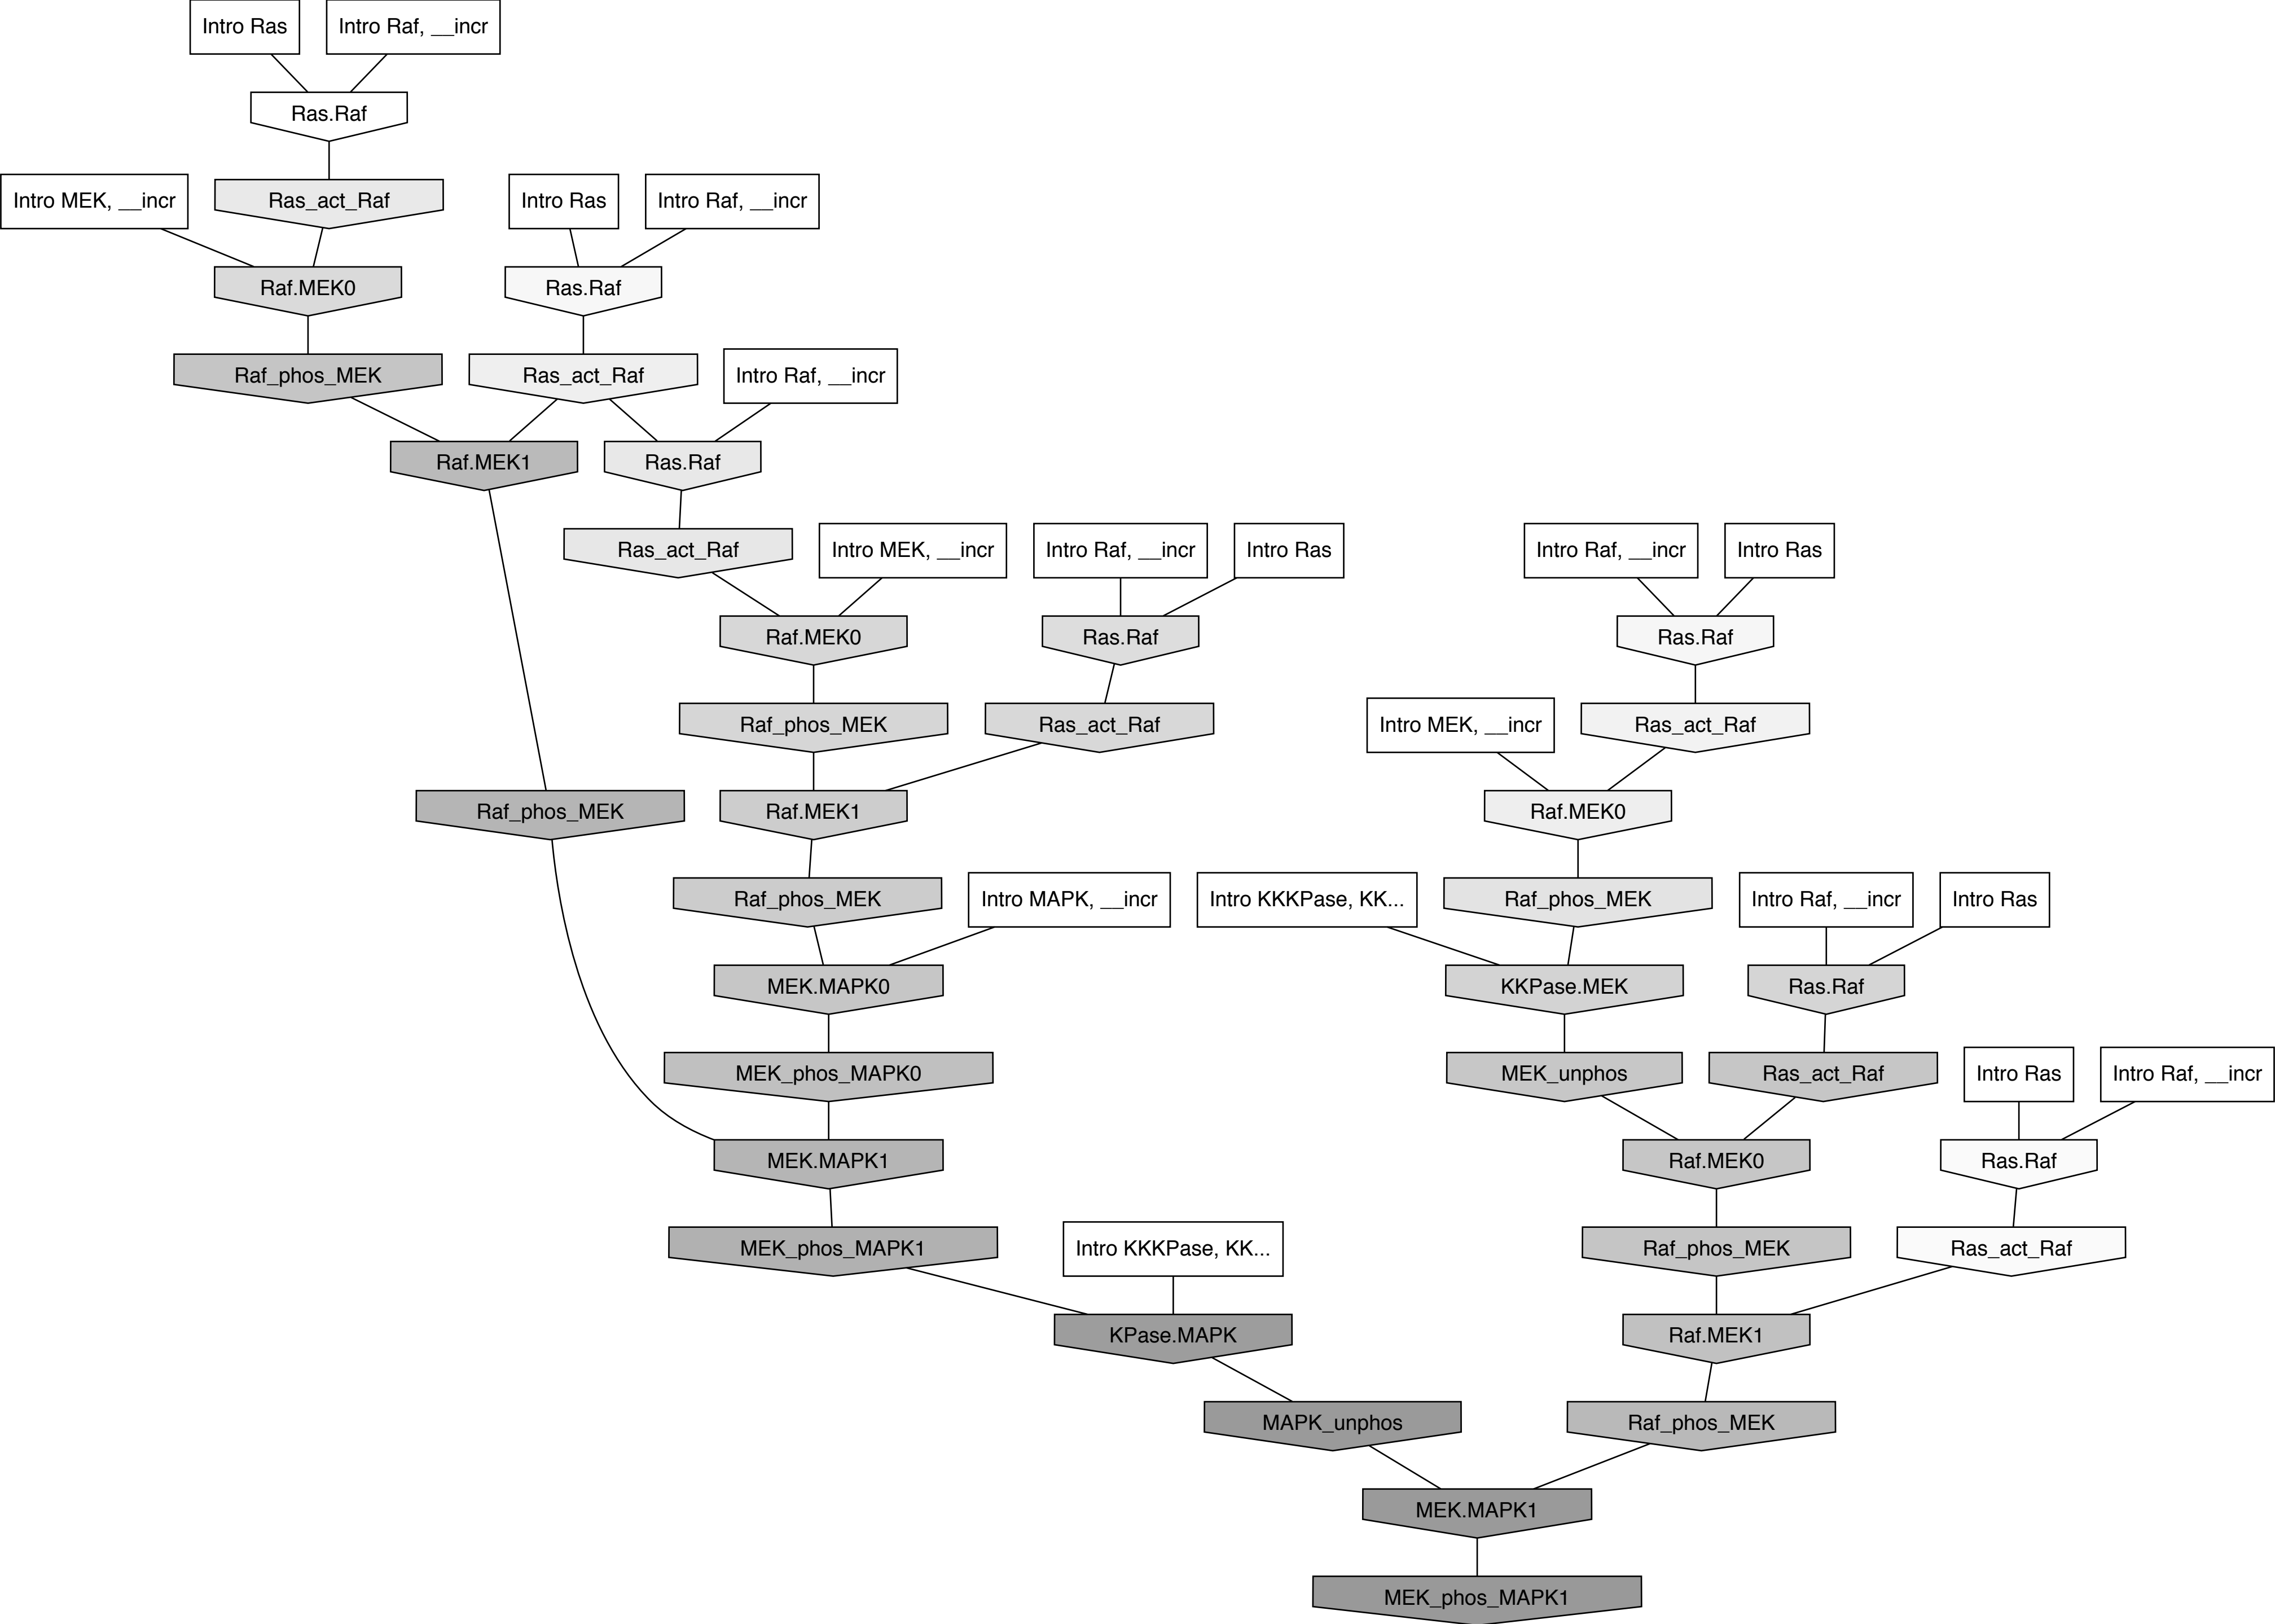 Intro Ras
Intro Raf, __incr
Ras.Raf
Intro MEK, __incr
Ras_act_Raf
Intro Ras
Intro Raf, __incr
Raf.MEK0
Ras.Raf
Raf_phos_MEK
Ras_act_Raf
Intro Raf, __incr
Raf.MEK1
Ras.Raf
Ras_act_Raf
Intro MEK, __incr
Intro Raf, __incr
Intro Ras
Intro Raf, __incr
Intro Ras
Raf.MEK0
Ras.Raf
Ras.Raf
Raf_phos_MEK
Ras_act_Raf
Intro MEK, __incr
Ras_act_Raf
Raf_phos_MEK
Raf.MEK1
Raf.MEK0
Raf_phos_MEK
Intro MAPK, __incr
Intro KKKPase, KK...
Raf_phos_MEK
Intro Raf, __incr
Intro Ras
MEK.MAPK0
KKPase.MEK
Ras.Raf
MEK_phos_MAPK0
MEK_unphos
Ras_act_Raf
Intro Ras
Intro Raf, __incr
MEK.MAPK1
Raf.MEK0
Ras.Raf
MEK_phos_MAPK1
Intro KKKPase, KK...
Raf_phos_MEK
Ras_act_Raf
KPase.MAPK
Raf.MEK1
MAPK_unphos
Raf_phos_MEK
MEK.MAPK1
MEK_phos_MAPK1